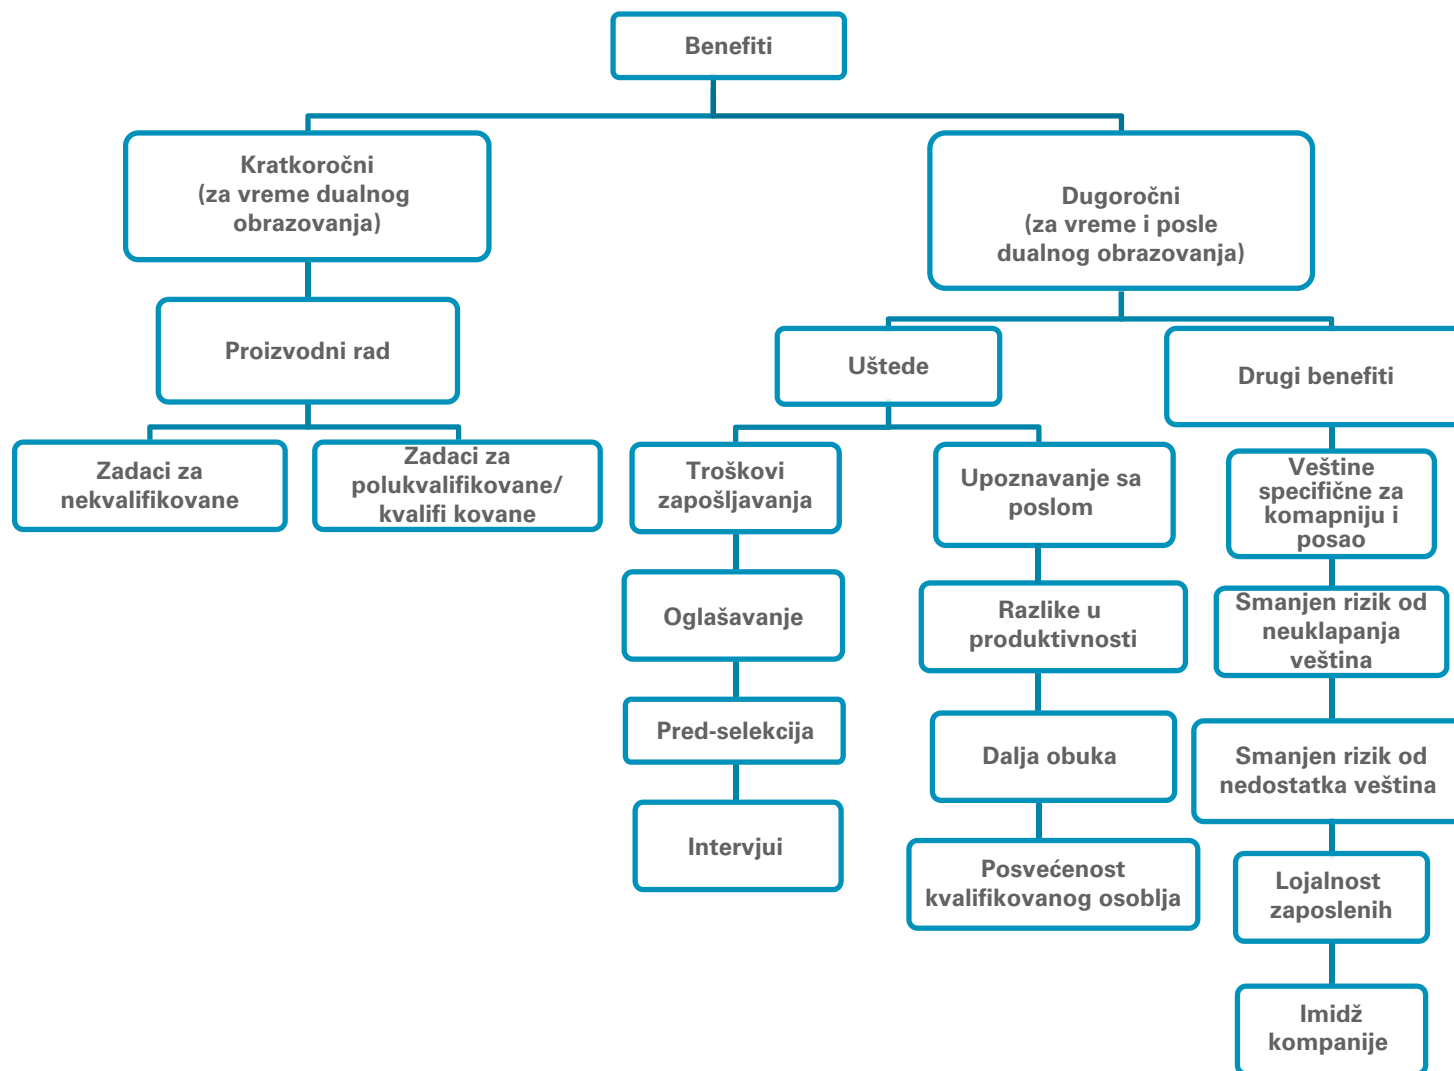 Benefiti
Kratkoročni
(za vreme dualnog
obrazovanja)
Dugoročni
(za vreme i posle
dualnog obrazovanja)
Proizvodni rad
Uštede
Drugi benefiti
Zadaci za
nekvalifikovane
Zadaci za
polukvalifikovane/
kvalifi kovane
Troškovi
zapošljavanja
Upoznavanje sa
poslom
Veštine
specifične za
komapniju i
posao
Oglašavanje
Razlike u
produktivnosti
Smanjen rizik od
neuklapanja
veština
Pred-selekcija
Dalja obuka
Smanjen rizik od
nedostatka veština
Intervjui
Posvećenost
kvalifikovanog osoblja
Lojalnost
zaposlenih
Imidž
kompanije